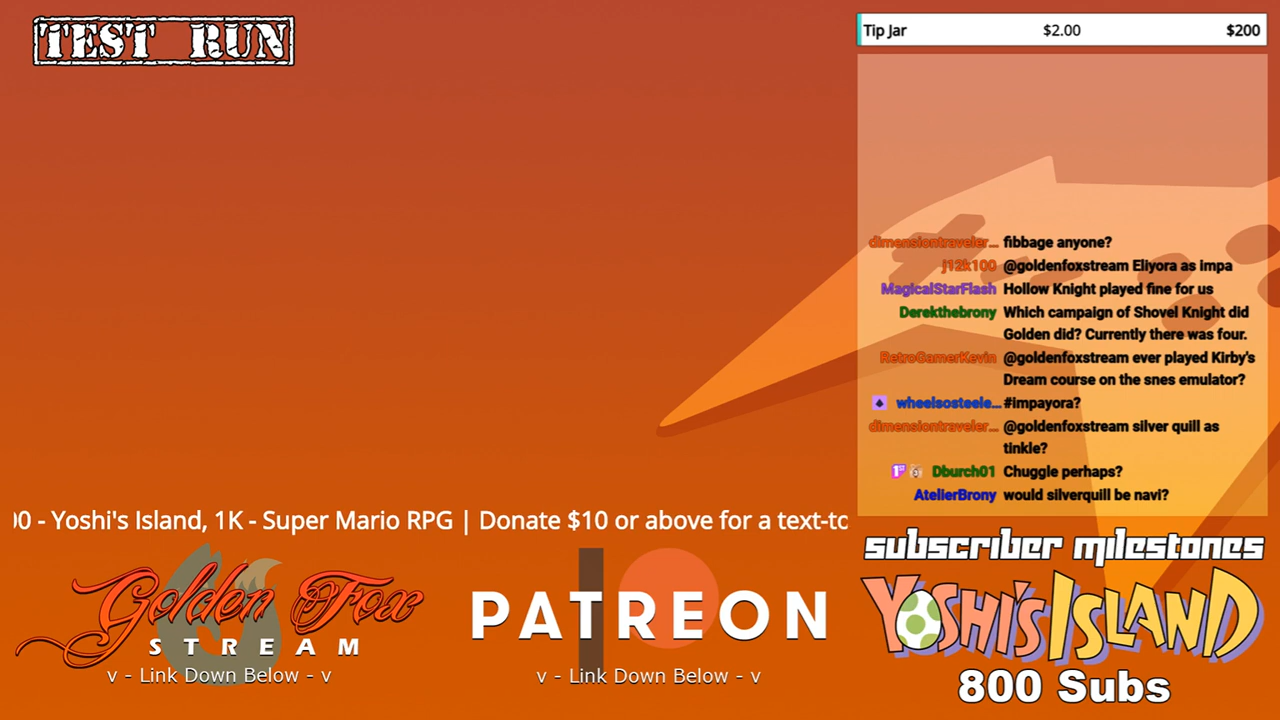 TEST RUN
Tip Jar $2.00 $200
dimensiontraveler... fibbage anyone?
j12k100 @goldenfoxstream Eliyora as impa
MagicalStarFlash Hollow Knight played fine for us
Derekthebrony Which campaign of Shovel Knight did
Golden did? Currently there was four.
RetroGamerKevin @goldenfoxstream ever played Kirby's
Dream course on the snes emulator?
wheelsosteele... #impayora?
dimensiontraveler... @goldenfoxstream silver quill as
tinkle?
1st Dburch01 Chuggle perhaps?
AtelierBrony would silverquill be navi?
00 - Yoshi's Island, 1K - Super Mario RPG | Donate $10 or above for a text-to
Golden Fox
STREAM
v - Link Down Below - v
PATREON
v - Link Down Below - v
subscriber milestones
YOSHI'S ISLAND
800 Subs